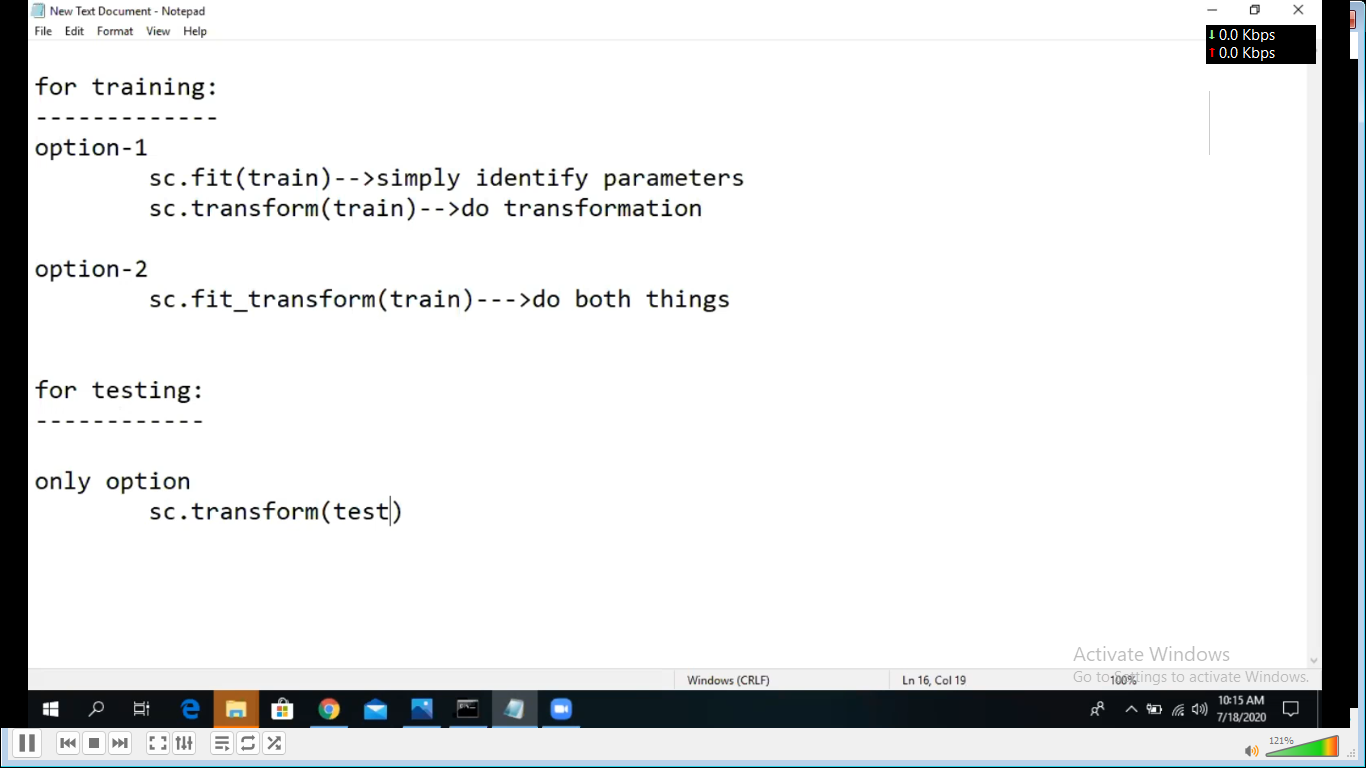 New Text Document - Notepad
File Edit Format View Help
↓ 0.0 Kbps
↑ 0.0 Kbps
for training:
-------------
option-1
sc.fit(train)-->simply identify parameters
sc.transform(train)-->do transformation
option-2
sc.fit_transform(train)--->do both things
for testing:
------------
only option
sc.transform(test)
Activate Windows
Go to Settings to activate Windows.
Windows (CRLF) Ln 16, Col 19 100%
10:15 AM
7/18/2020
121%